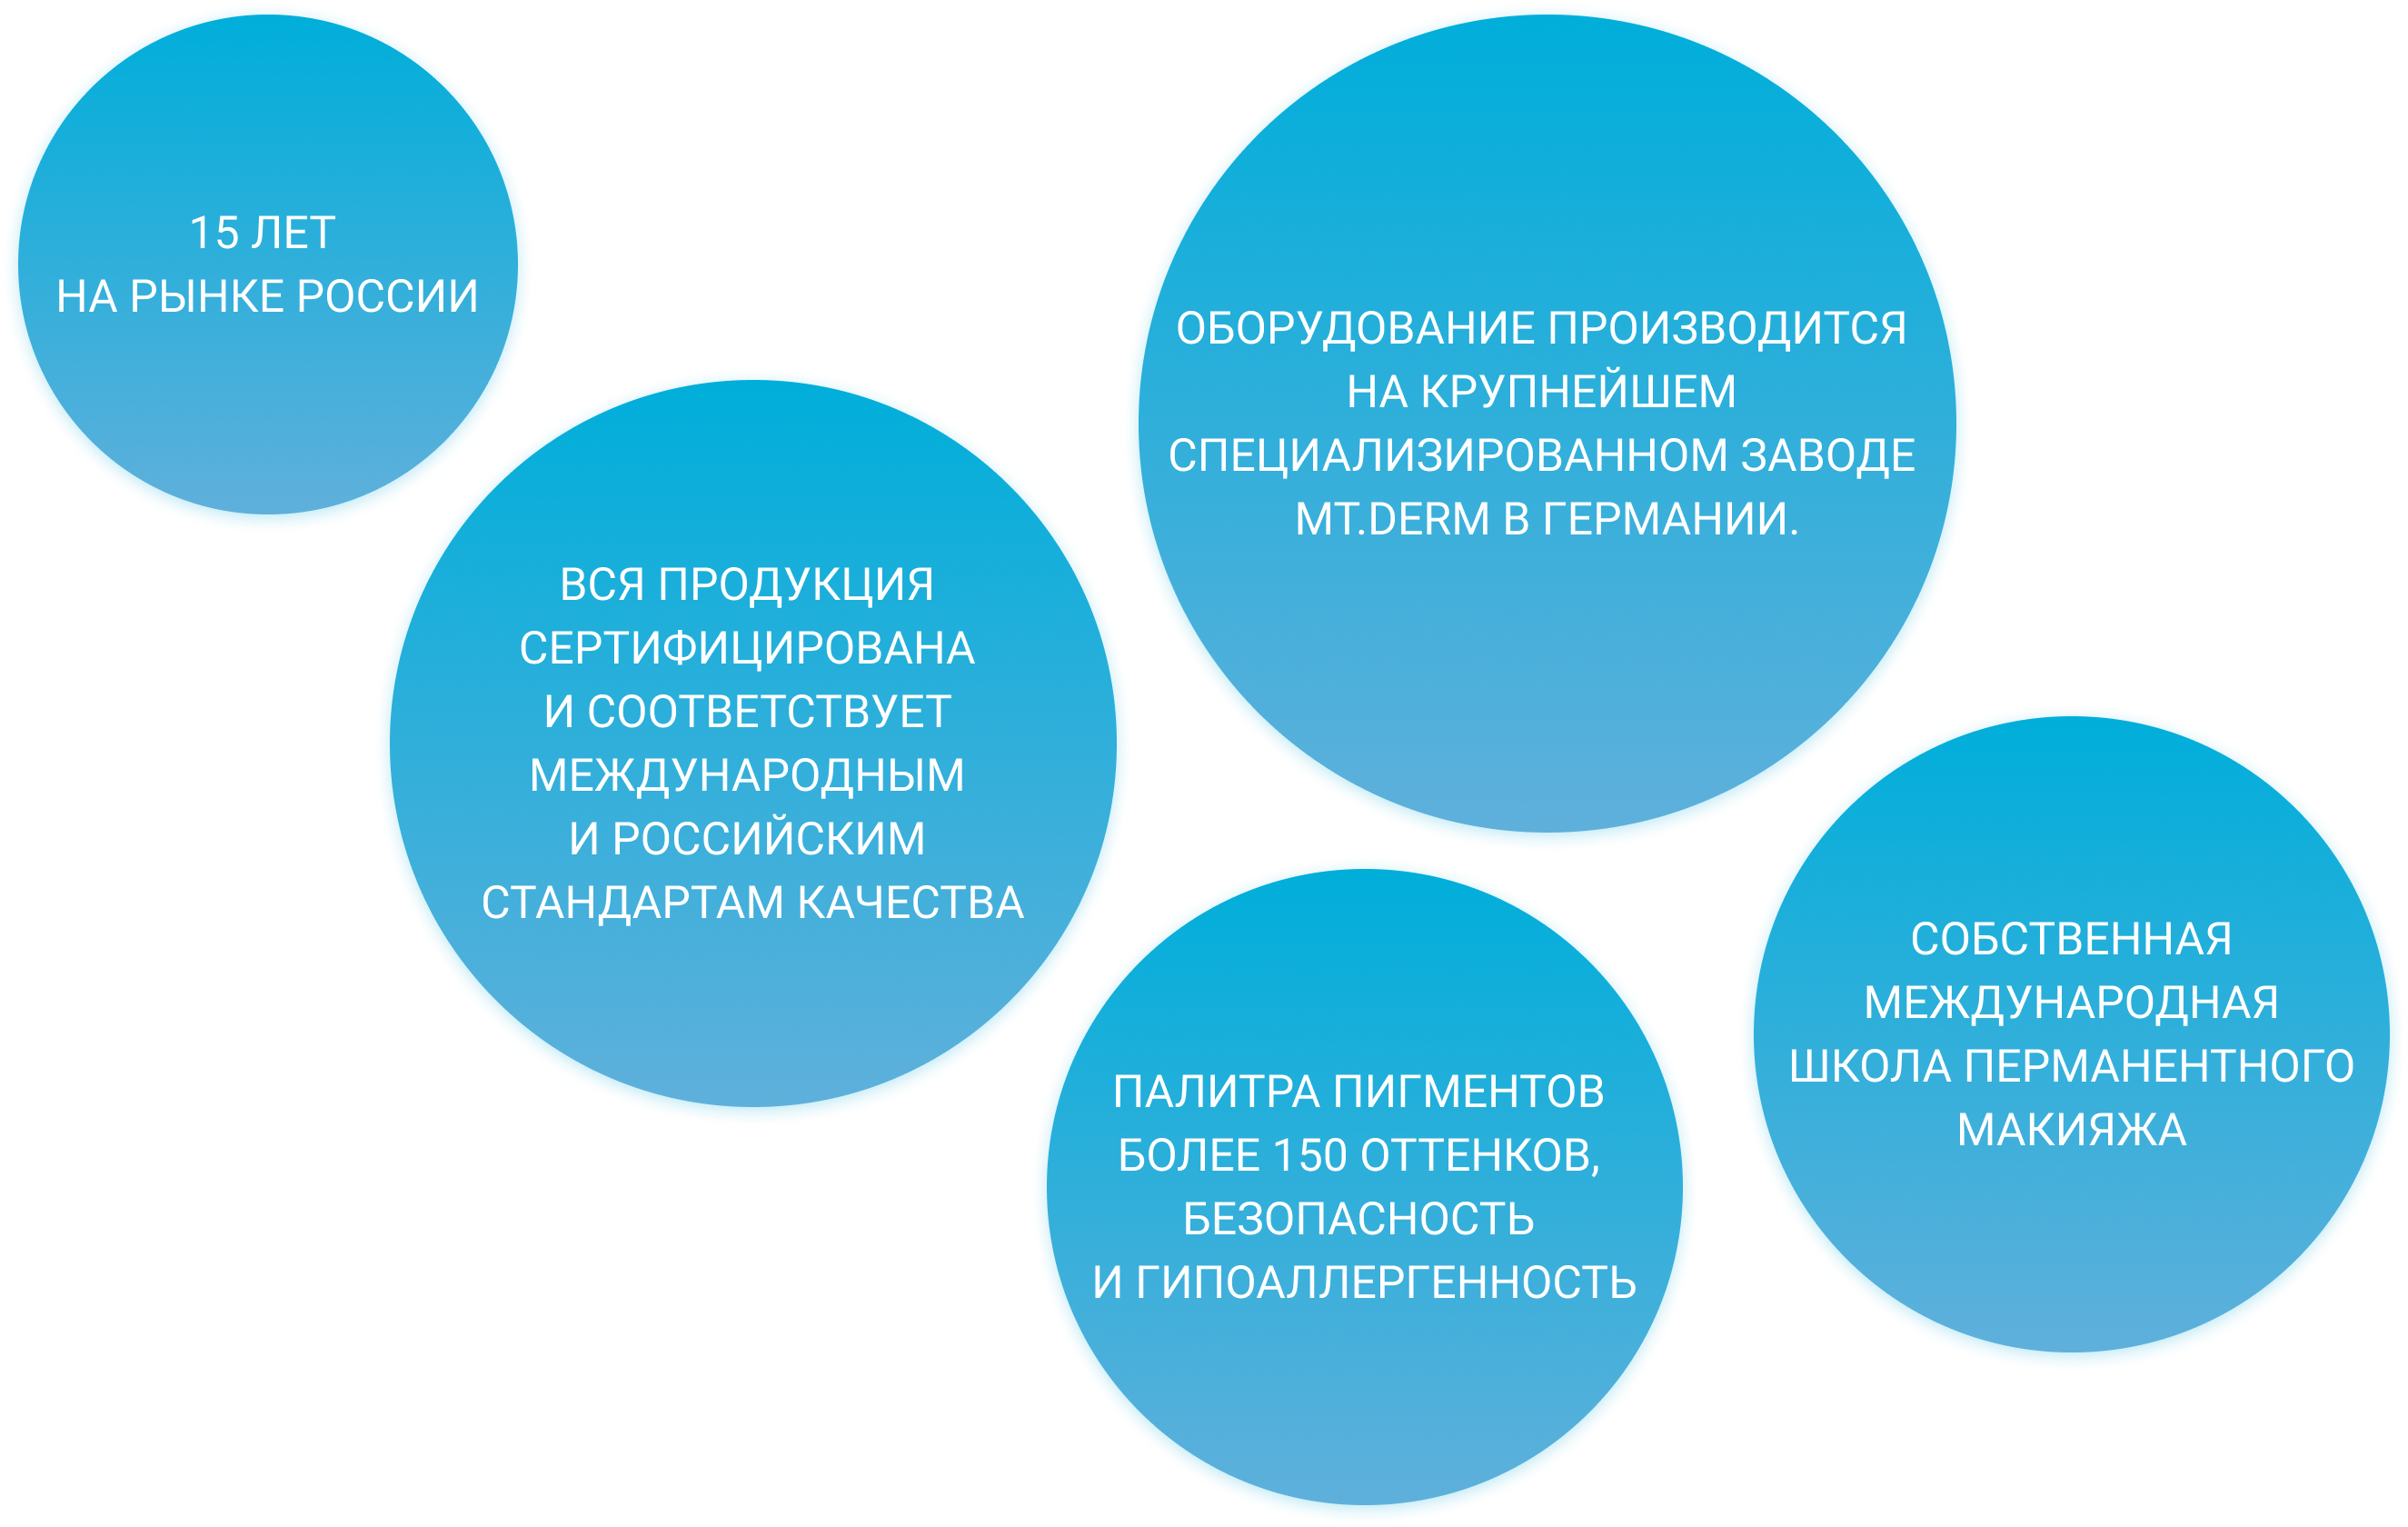 15 ЛЕТ
НА РЫНКЕ РОССИИ
ВСЯ ПРОДУКЦИЯ
СЕРТИФИЦИРОВАНА
И СООТВЕТСТВУЕТ
МЕЖДУНАРОДНЫМ
И РОССИЙСКИМ
СТАНДАРТАМ КАЧЕСТВА
ОБОРУДОВАНИЕ ПРОИЗВОДИТСЯ
НА КРУПНЕЙШЕМ
СПЕЦИАЛИЗИРОВАННОМ ЗАВОДЕ
MT.DERM В ГЕРМАНИИ.
ПАЛИТРА ПИГМЕНТОВ
БОЛЕЕ 150 ОТТЕНКОВ,
БЕЗОПАСНОСТЬ
И ГИПОАЛЛЕРГЕННОСТЬ
СОБСТВЕННАЯ
МЕЖДУНАРОДНАЯ
ШКОЛА ПЕРМАНЕНТНОГО
МАКИЯЖА